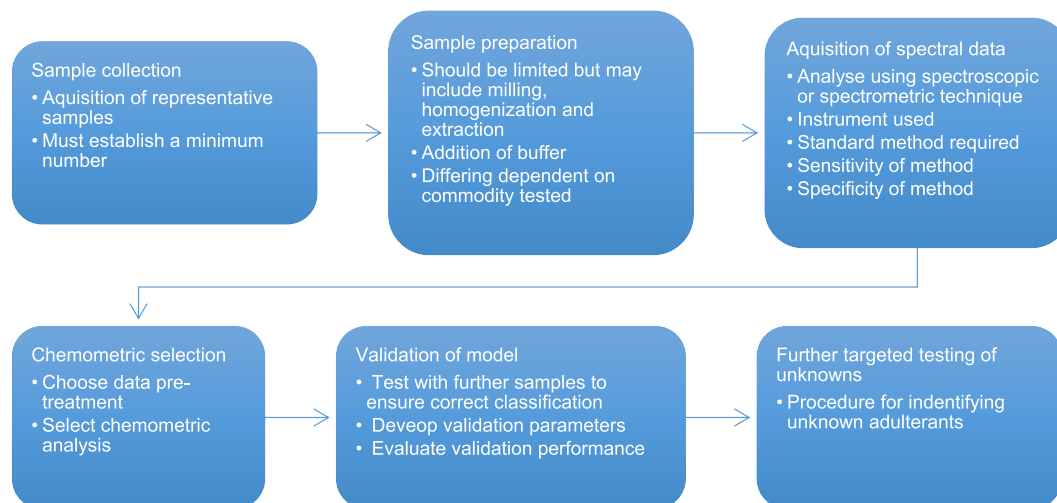 Sample collection
• Aquisition of representative
samples
• Must establish a minimum
number
Sample preparation
• Should be limited but may
include milling,
homogenization and
extraction
• Addition of buffer
• Differing dependent on
commodity tested
Aquisition of spectral data
• Analyse using spectroscopic
or spectrometric technique
• Instrument used
• Standard method required
• Sensitivity of method
• Specificity of method
Chemometric selection
• Choose data pre-
treatment
• Select chemometric
analysis
Validation of model
• Test with further samples to
ensure correct classification
• Deveop validation parameters
• Evaluate validation performance
Further targeted testing of
unknowns
• Procedure for indentifying
unknown adulterants